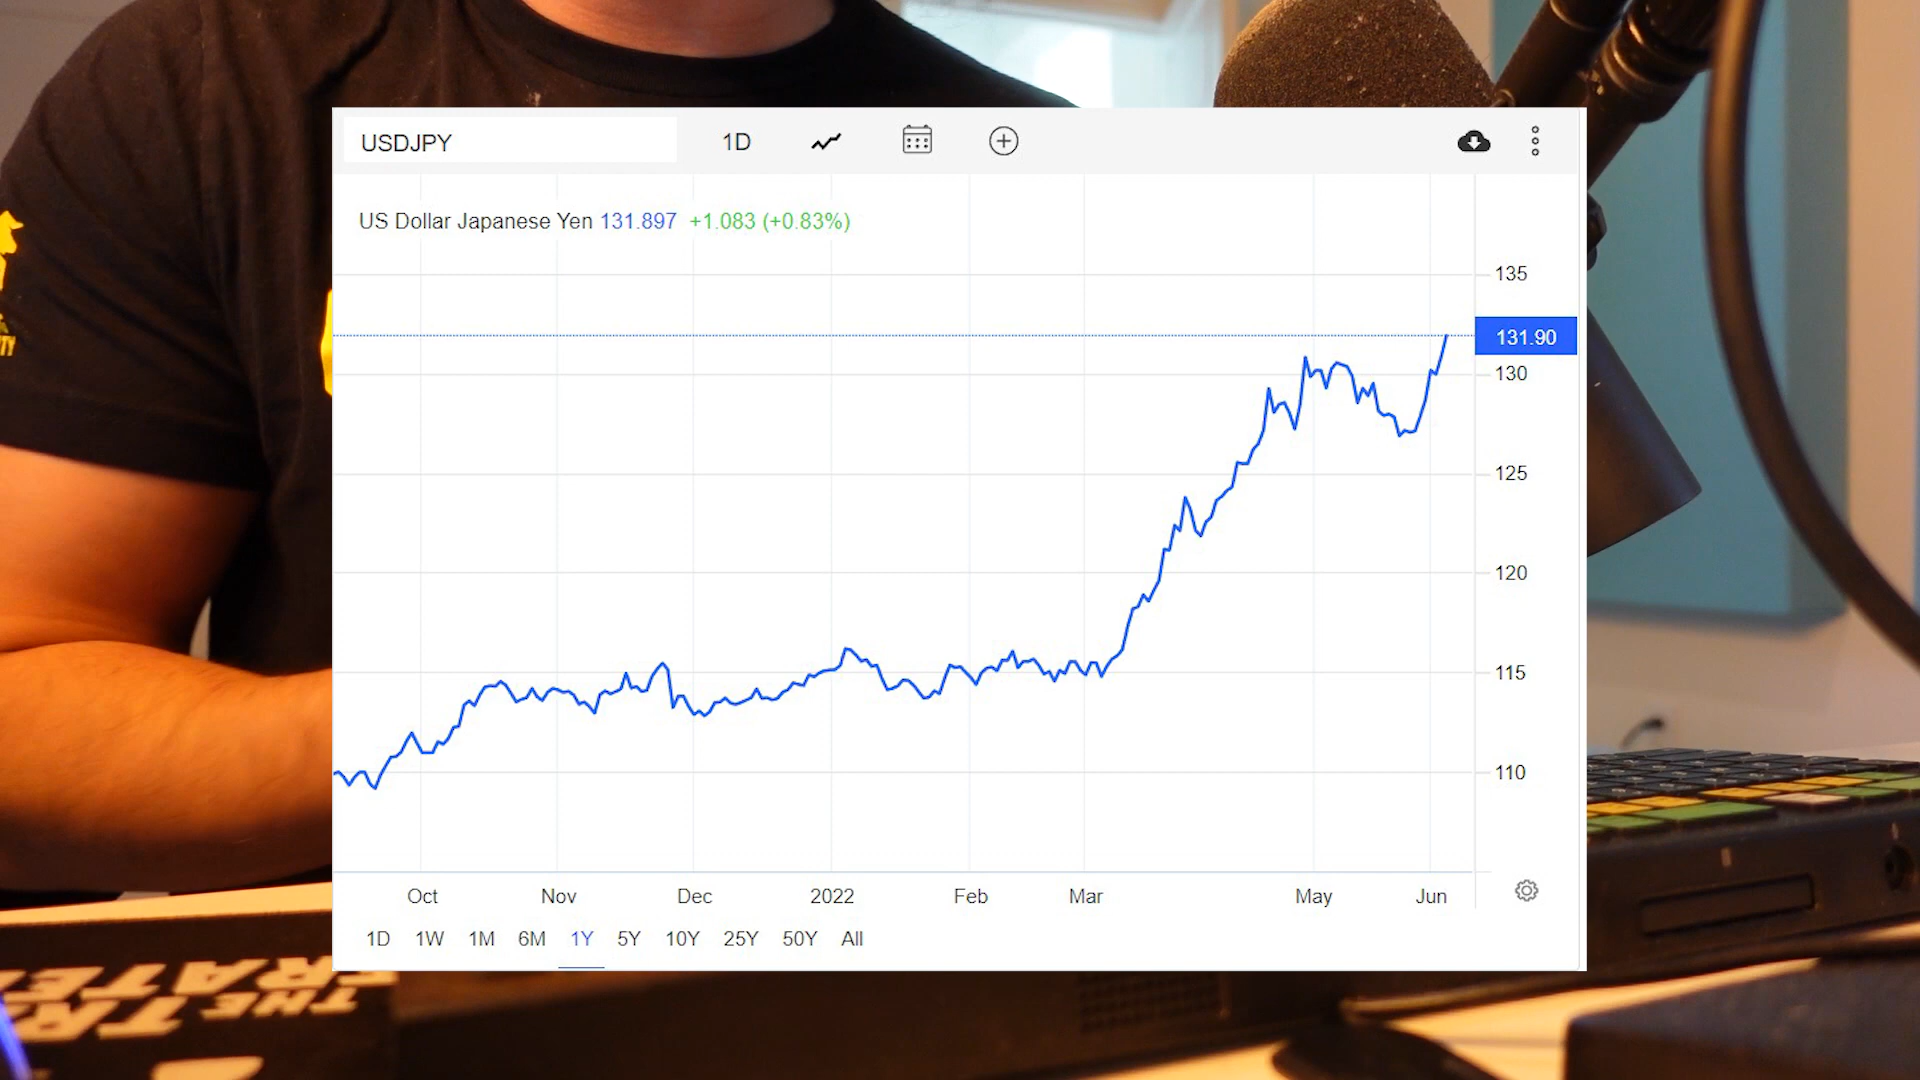 USDJPY
1D
US Dollar Japanese Yen 131.897 +1.083 (+0.83%)
135
131.90
130
125
120
115
110
Oct Nov Dec 2022 Feb Mar May Jun
1D 1W 1M 6M 1Y 5Y 10Y 25Y 50Y All
THE